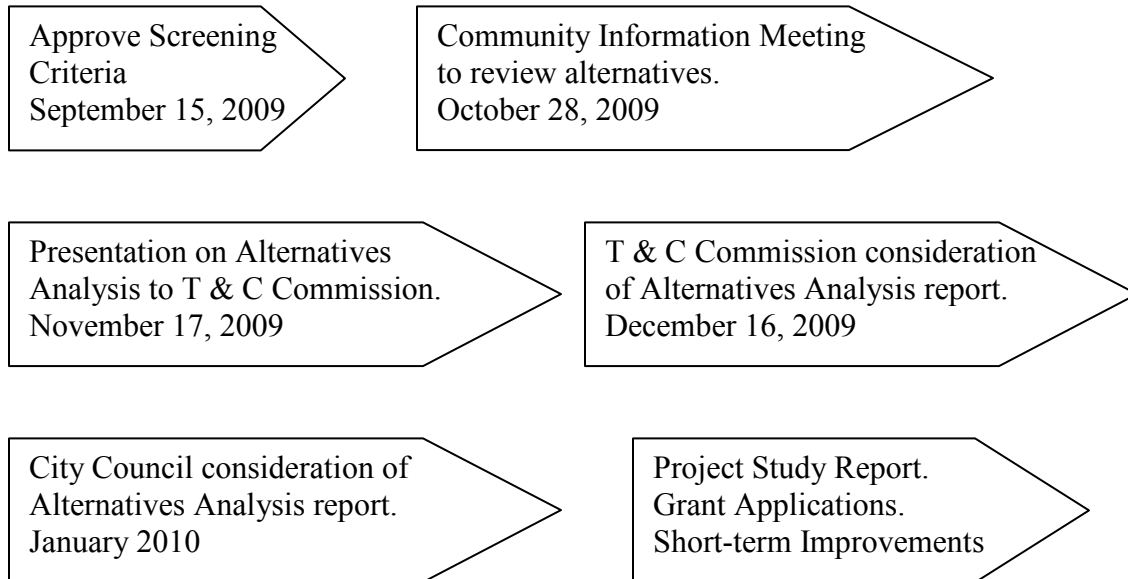 Approve Screening
Criteria
September 15, 2009
Community Information Meeting
to review alternatives.
October 28, 2009
Presentation on Alternatives
Analysis to T & C Commission.
November 17, 2009
T & C Commission consideration
of Alternatives Analysis report.
December 16, 2009
City Council consideration of
Alternatives Analysis report.
January 2010
Project Study Report.
Grant Applications.
Short-term Improvements